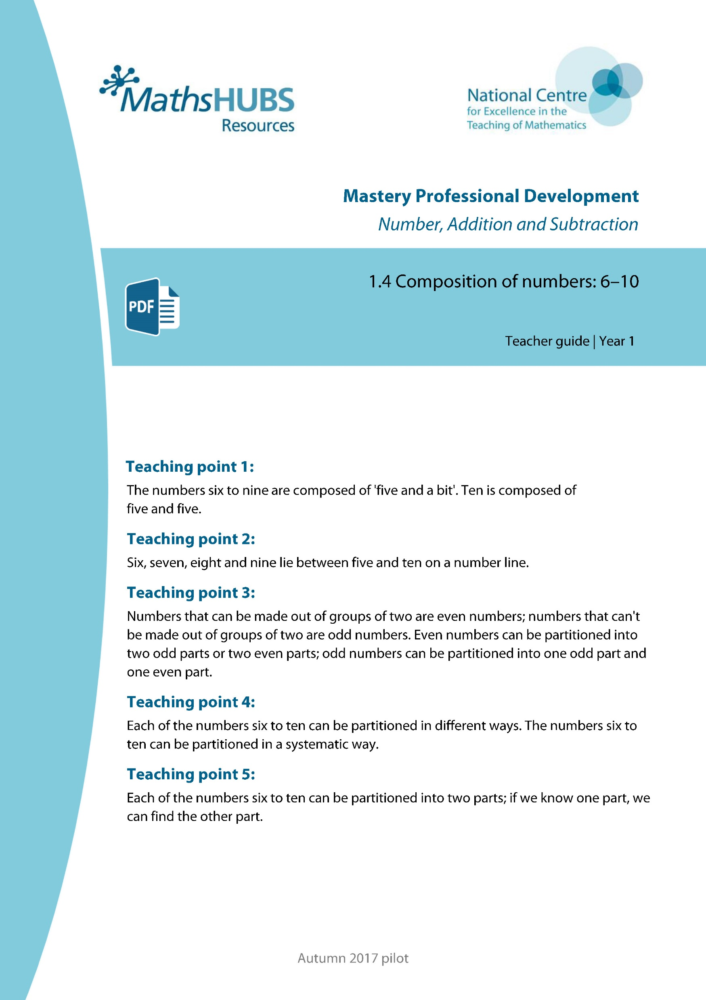 MathsHUBS
Resources
National Centre
for Excellence in the
Teaching of Mathematics
Mastery Professional Development
Number, Addition and Subtraction
1.4 Composition of numbers: 6–10
PDF
Teacher guide | Year 1
Teaching point 1:
The numbers six to nine are composed of 'five and a bit'. Ten is composed of
five and five.
Teaching point 2:
Six, seven, eight and nine lie between five and ten on a number line.
Teaching point 3:
Numbers that can be made out of groups of two are even numbers; numbers that can't
be made out of groups of two are odd numbers. Even numbers can be partitioned into
two odd parts or two even parts; odd numbers can be partitioned into one odd part and
one even part.
Teaching point 4:
Each of the numbers six to ten can be partitioned in different ways. The numbers six to
ten can be partitioned in a systematic way.
Teaching point 5:
Each of the numbers six to ten can be partitioned into two parts; if we know one part, we
can find the other part.
Autumn 2017 pilot